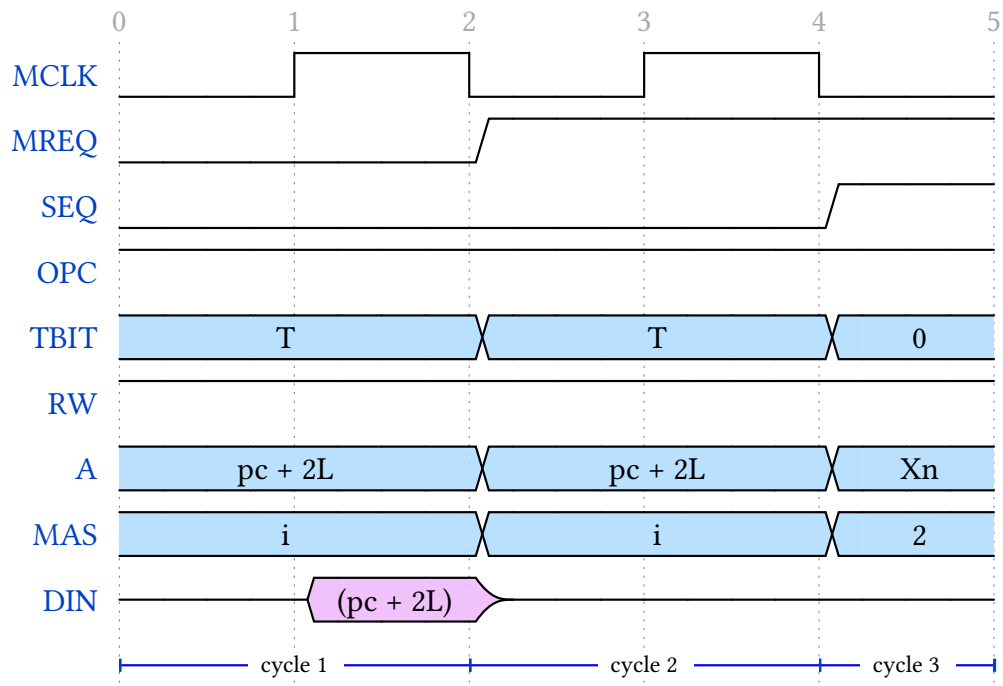 0 1 2 3 4 5
MCLK
MREQ
SEQ
OPC
TBIT T T 0
RW
A pc + 2L pc + 2L Xn
MAS i i 2
DIN (pc + 2L)
cycle 1 cycle 2 cycle 3